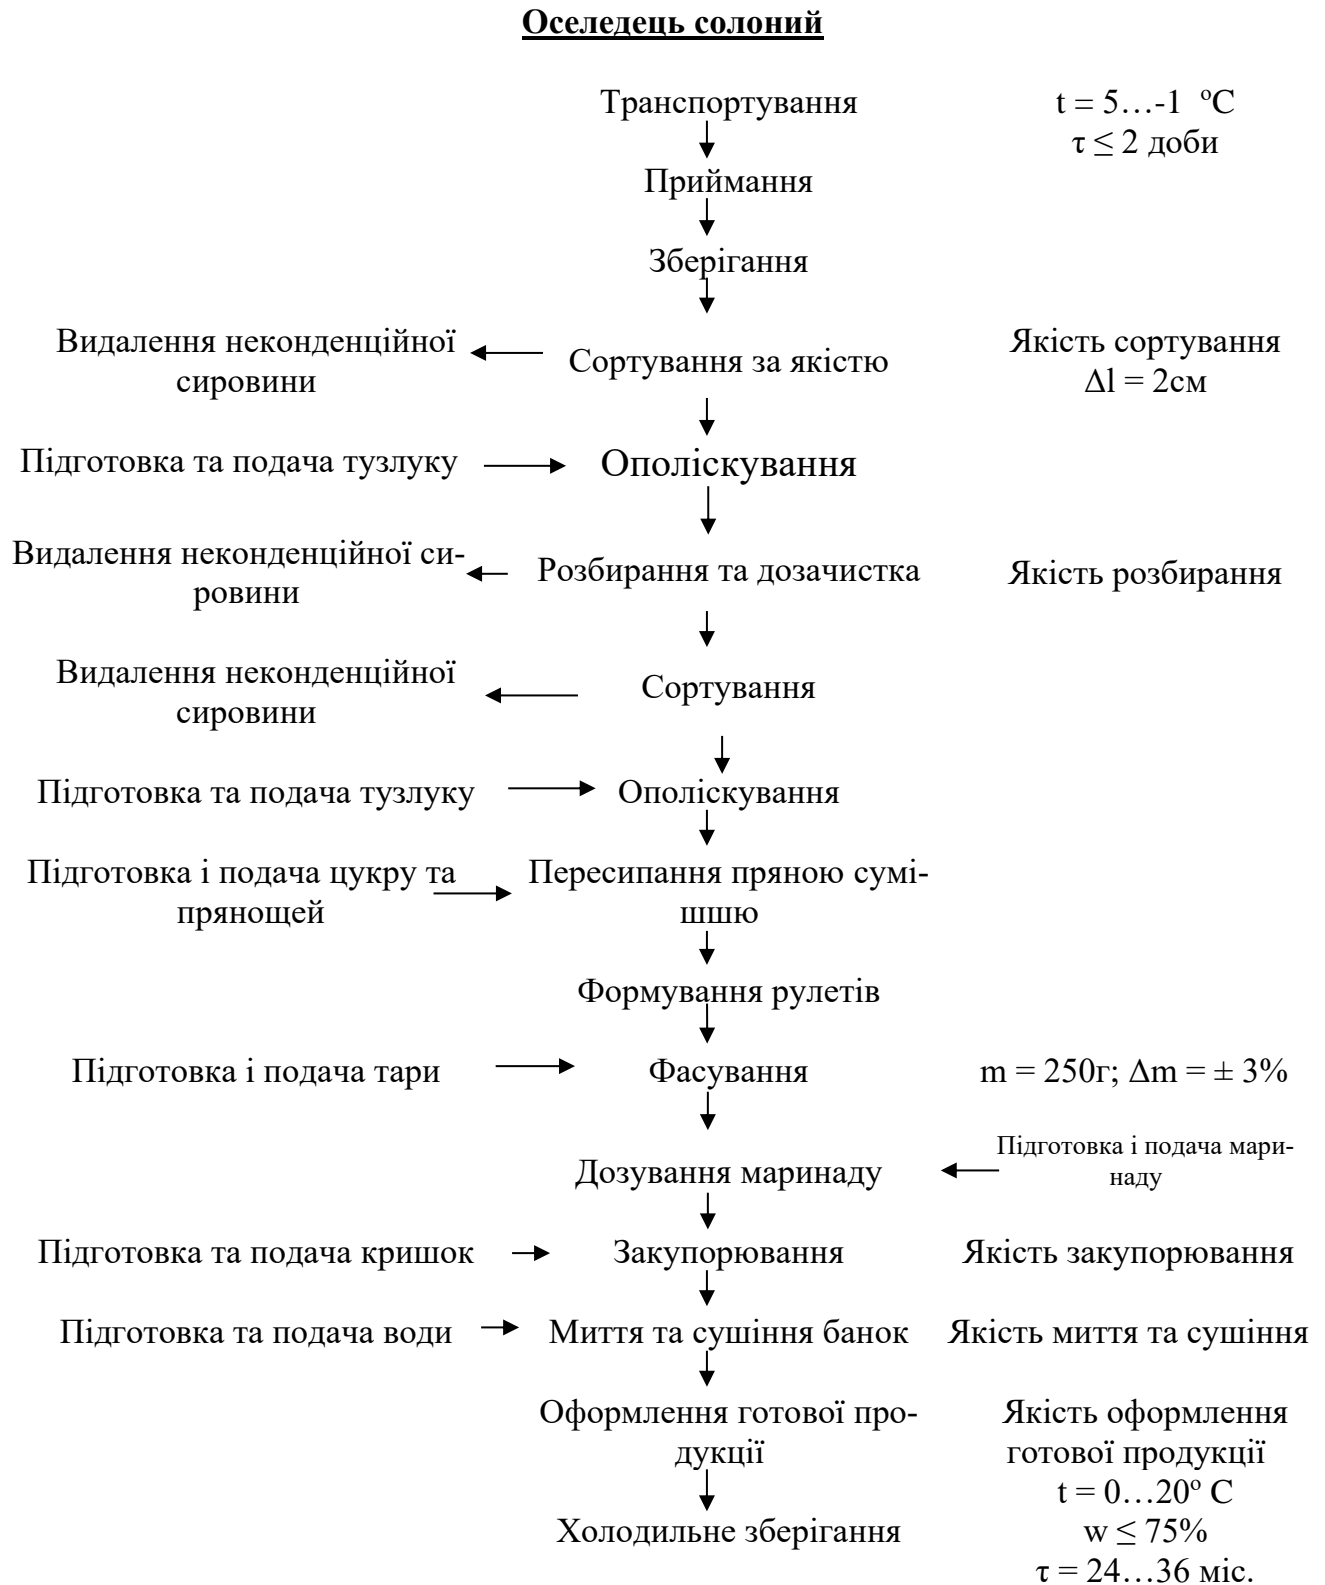 Оселедець солоний
Транспортування
t = 5…-1 ºС
τ ≤ 2 доби
Приймання
Зберігання
Видалення неконденційної
сировини
Сортування за якістю
Якість сортування
Δl = 2см
Підготовка та подача тузлуку
Ополіскування
Видалення неконденційної си-
ровини
Розбирання та дозачистка
Якість розбирання
Видалення неконденційної
сировини
Сортування
Підготовка та подача тузлуку
Ополіскування
Підготовка і подача цукру та
прянощей
Пересипання пряною сумі-
шшю
Формування рулетів
Підготовка і подача тари
Фасування
m = 250г; Δm = ± 3%
Дозування маринаду
Підготовка і подача мари-
наду
Підготовка та подача кришок
Закупорювання
Якість закупорювання
Підготовка та подача води
Миття та сушіння банок
Якість миття та сушіння
Оформлення готової про-
дукції
Якість оформлення
готової продукції
Холодильне зберігання
t = 0…20º С
w ≤ 75%
τ = 24…36 міс.